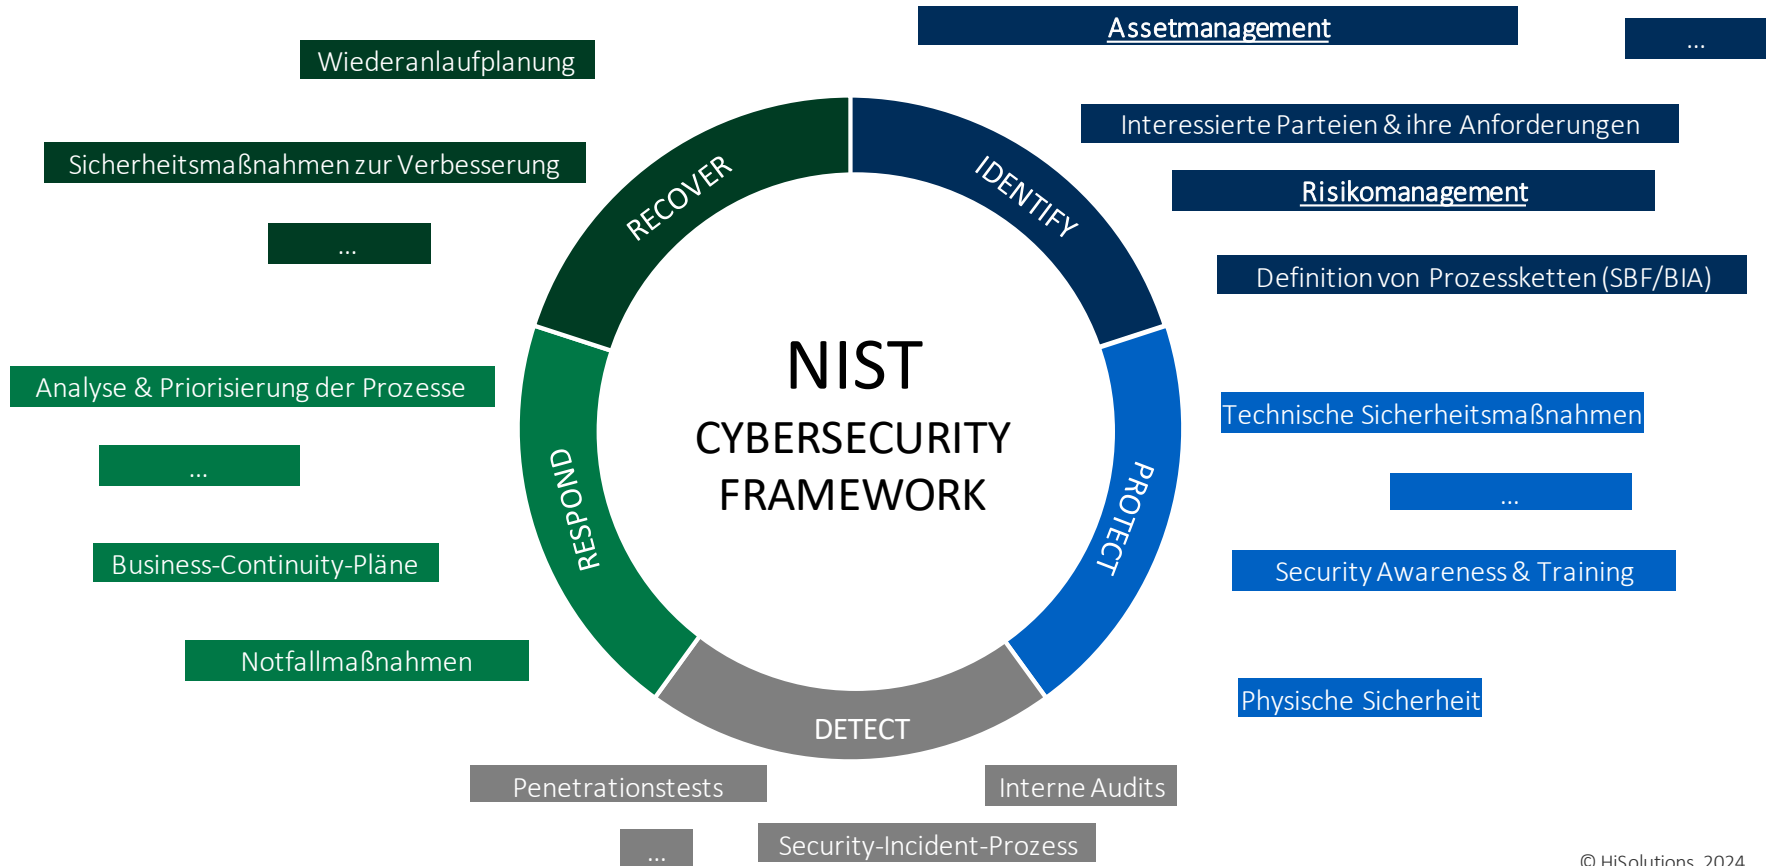 Assetmanagement
...
Wiederanlaufplanung
Interessierte Parteien & ihre Anforderungen
Sicherheitsmaßnahmen zur Verbesserung
RECOVER
IDENTIFY
Risikomanagement
...
Definition von Prozessketten (SBF/BIA)
NIST
CYBERSECURITY
FRAMEWORK
Analyse & Priorisierung der Prozesse
Technische Sicherheitsmaßnahmen
...
RESPOND
PROTECT
...
Business-Continuity-Pläne
Security Awareness & Training
Notfallmaßnahmen
Physische Sicherheit
DETECT
Penetrationstests
Interne Audits
...
Security-Incident-Prozess
© HiSolutions 2024